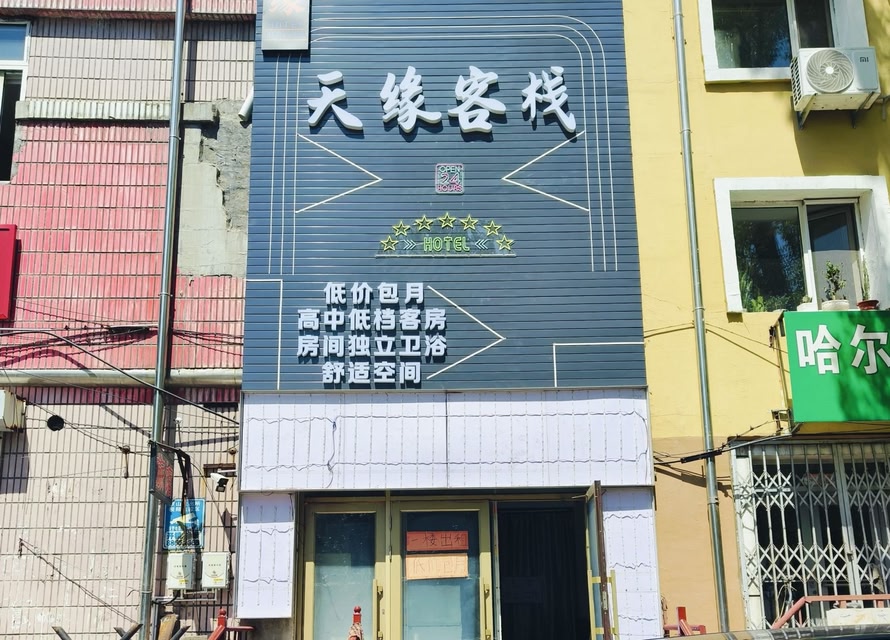 天缘客栈
OPEN
24
HOURS
HOTEL
低价包月
高中低档客房
房间独立卫浴
舒适空间
哈尔